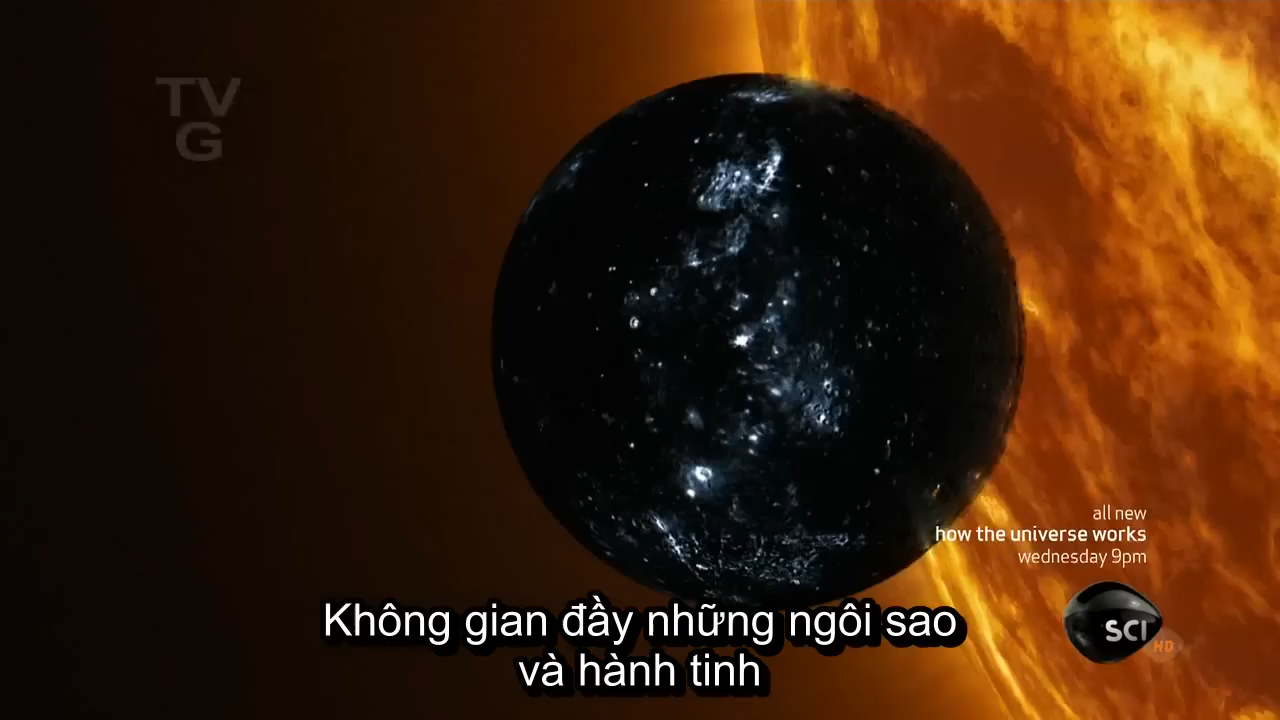 TV
G
all new
how the universe works
wednesday 9pm
SCI
HD
Không gian đầy những ngôi sao
và hành tinh